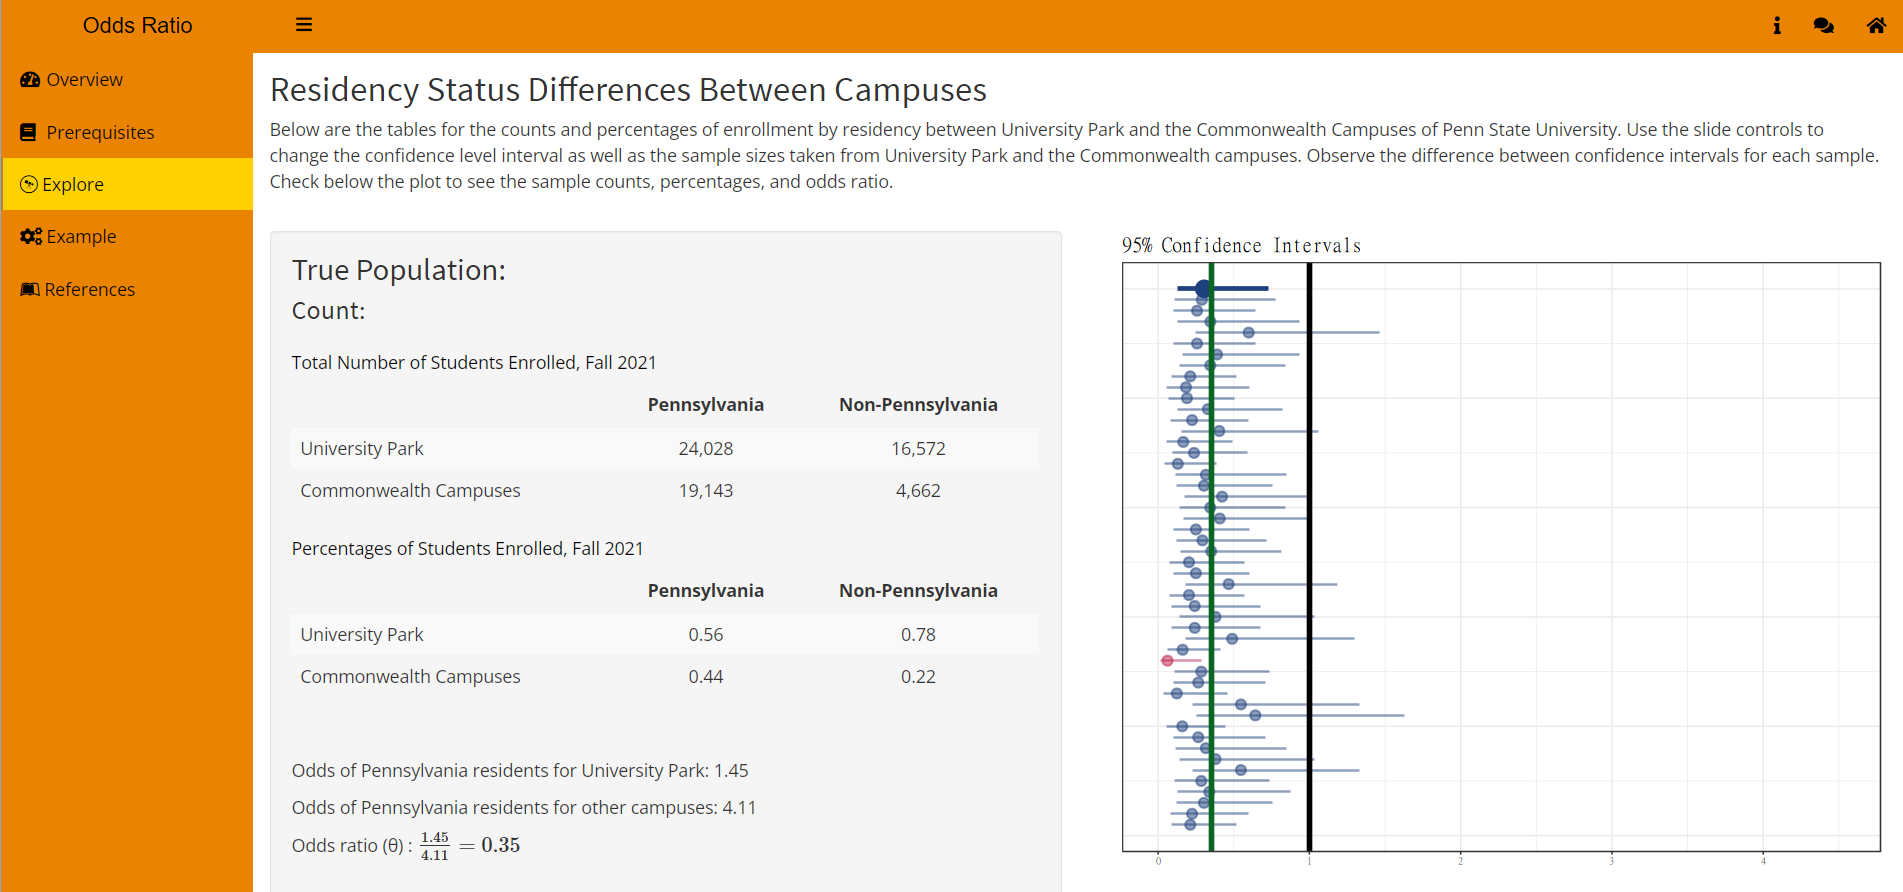 Odds Ratio
Overview
Prerequisites
Explore
Example
References
Residency Status Differences Between Campuses
Below are the tables for the counts and percentages of enrollment by residency between University Park and the Commonwealth Campuses of Penn State University. Use the slide controls to
change the confidence level interval as well as the sample sizes taken from University Park and the Commonwealth campuses. Observe the difference between confidence intervals for each sample.
Check below the plot to see the sample counts, percentages, and odds ratio.
True Population:
Count:
Total Number of Students Enrolled, Fall 2021
Pennsylvania Non-Pennsylvania
University Park 24,028 16,572
Commonwealth Campuses 19,143 4,662
Percentages of Students Enrolled, Fall 2021
Pennsylvania Non-Pennsylvania
University Park 0.56 0.78
Commonwealth Campuses 0.44 0.22
Odds of Pennsylvania residents for University Park: 1.45
Odds of Pennsylvania residents for other campuses: 4.11
Odds ratio (θ) : 1.45/4.11 = 0.35
95% Confidence Intervals
0 1 2 3 4